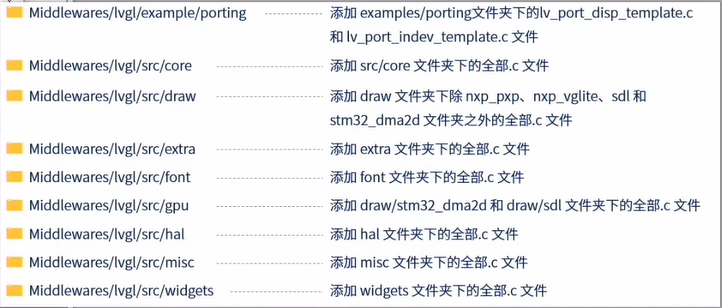 Middlewares/lvgl/example/porting 添加 examples/porting文件夹下的lv_port_disp_template.c
和 lv_port_indev_template.c 文件
Middlewares/lvgl/src/core 添加 src/core 文件夹下的全部.c 文件
Middlewares/lvgl/src/draw 添加 draw 文件夹下除 nxp_pxp、nxp_vglite、sdl 和
stm32_dma2d 文件夹之外的全部.c 文件
Middlewares/lvgl/src/extra 添加 extra 文件夹下的全部.c 文件
Middlewares/lvgl/src/font 添加 font 文件夹下的全部.c 文件
Middlewares/lvgl/src/gpu 添加 draw/stm32_dma2d 和 draw/sdl 文件夹下的全部.c 文件
Middlewares/lvgl/src/hal 添加 hal 文件夹下的全部.c 文件
Middlewares/lvgl/src/misc 添加 misc 文件夹下的全部.c 文件
Middlewares/lvgl/src/widgets 添加 widgets 文件夹下的全部.c 文件